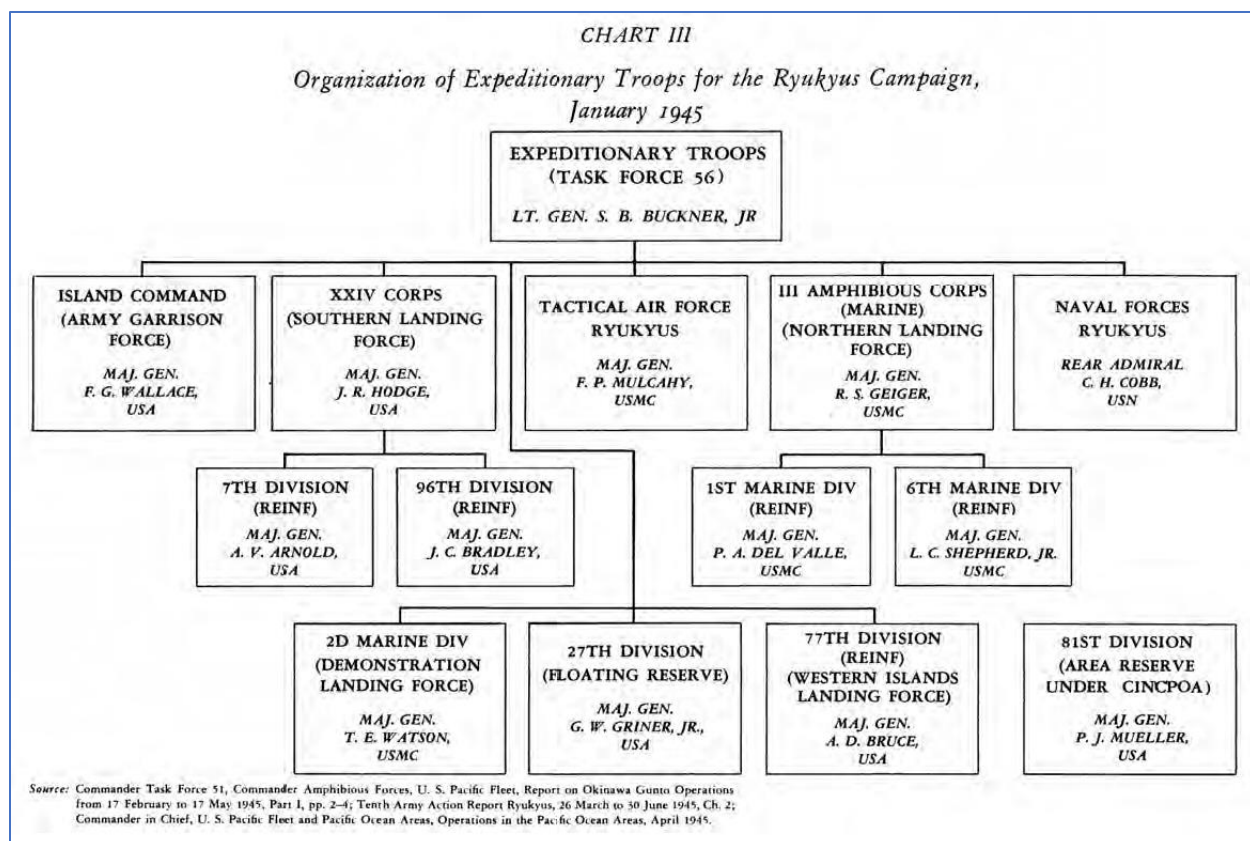 CHART III
Organization of Expeditionary Troops for the Ryukyus Campaign,
January 1945
EXPEDITIONARY TROOPS
(TASK FORCE 56)
LT. GEN. S. B. BUCKNER, JR
ISLAND COMMAND
(ARMY GARRISON
FORCE)
MAJ. GEN.
F. G. WALLACE,
USA
XXIV CORPS
(SOUTHERN LANDING
FORCE)
MAJ. GEN.
J. R. HODGE,
USA
TACTICAL AIR FORCE
RYUKYUS
MAJ. GEN.
F. P. MULCAHY,
USMC
III AMPHIBIOUS CORPS
(MARINE)
(NORTHERN LANDING
FORCE)
MAJ. GEN.
R. S. GEIGER,
USMC
NAVAL FORCES
RYUKYUS
REAR ADMIRAL
C. H. COBB,
USN
7TH DIVISION
(REINF)
MAJ. GEN.
A. V. ARNOLD,
USA
96TH DIVISION
(REINF)
MAJ. GEN.
J. C. BRADLEY,
USA
1ST MARINE DIV
(REINF)
MAJ. GEN.
P. A. DEL VALLE,
USMC
6TH MARINE DIV
(REINF)
MAJ. GEN.
L. C. SHEPHERD, JR.
USMC
2D MARINE DIV
(DEMONSTRATION
LANDING FORCE)
MAJ. GEN.
T. E. WATSON,
USMC
27TH DIVISION
(FLOATING RESERVE)
MAJ. GEN.
G. W. GRINER, JR.,
USA
77TH DIVISION
(REINF)
(WESTERN ISLANDS
LANDING FORCE)
MAJ. GEN.
A. D. BRUCE,
USA
81ST DIVISION
(AREA RESERVE
UNDER CINCPOA)
MAJ. GEN.
P. J. MUELLER,
USA
Source: Commander Task Force 51, Commander Amphibious Forces, U. S. Pacific Fleet, Report on Okinawa Gunto Operations
from 17 February to 17 May 1945, Part I, pp. 2–4; Tenth Army Action Report Ryukyus, 26 March to 30 June 1945, Ch. 2;
Commander in Chief, U. S. Pacific Fleet and Pacific Ocean Areas, Operations in the Pacific Ocean Areas, April 1945.